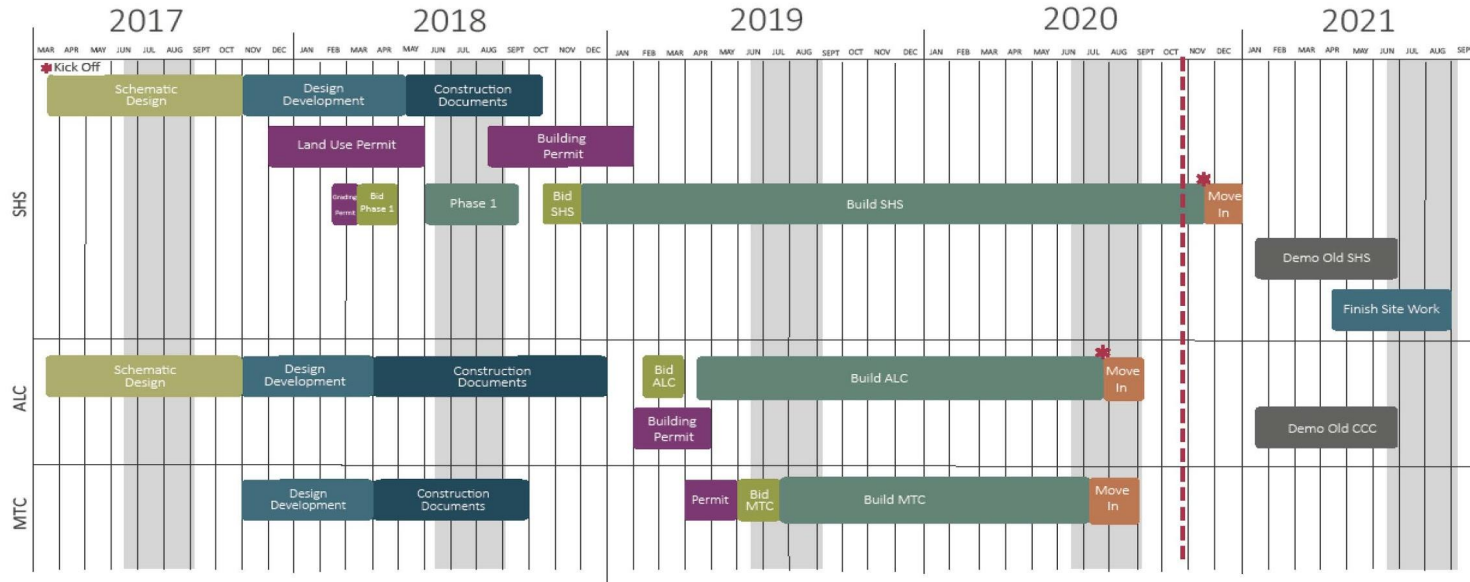 2017 2018 2019 2020 2021
MAR APR MAY JUN JUL AUG SEPT OCT NOV DEC JAN FEB MAR APR MAY JUN JUL AUG SEPT OCT NOV DEC JAN FEB MAR APR MAY JUN JUL AUG SEPT OCT NOV DEC JAN FEB MAR APR MAY JUN JUL AUG SEPT OCT NOV DEC JAN FEB MAR APR MAY JUN JUL AUG SEP
*Kick Off
SHS
Schematic
Design
Design
Development
Construction
Documents
Land Use Permit
Building
Permit
Grading
Permit
Bid
Phase 1
Phase 1
Bid
SHS
Build SHS
*
Move
In
Demo Old SHS
Finish Site Work
ALC
Schematic
Design
Design
Development
Construction
Documents
Bid
ALC
Build ALC
*
Move
In
Building
Permit
Demo Old CCC
MTC
Design
Development
Construction
Documents
Permit
Bid
MTC
Build MTC
Move
In